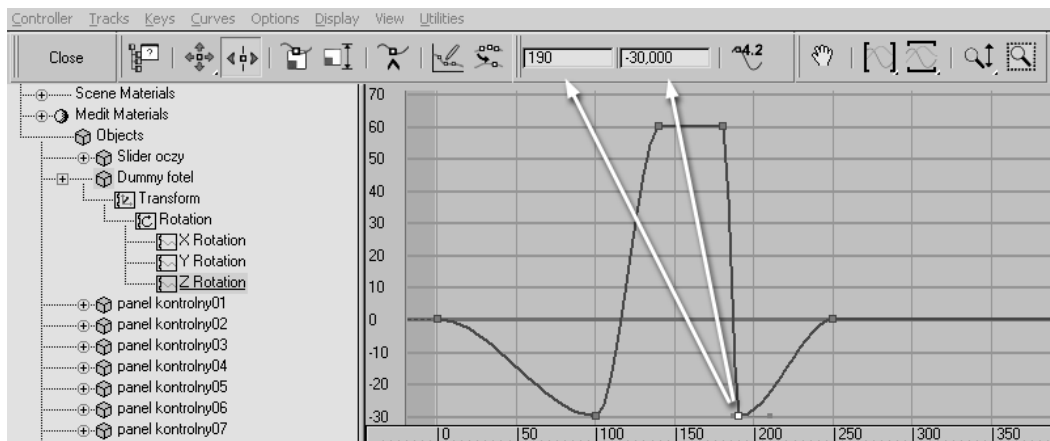 Controller Tracks Keys Curves Options Display View Utilities
Close ? 190 -30,000 4.2
Scene Materials
Medit Materials
Objects
Slider oczy
Dummy fotel
Transform
Rotation
X Rotation
Y Rotation
Z Rotation
panel kontrolny01
panel kontrolny02
panel kontrolny03
panel kontrolny04
panel kontrolny05
panel kontrolny06
panel kontrolny07
70
60
50
40
30
20
10
0
-10
-20
-30
0 50 100 150 200 250 300 350